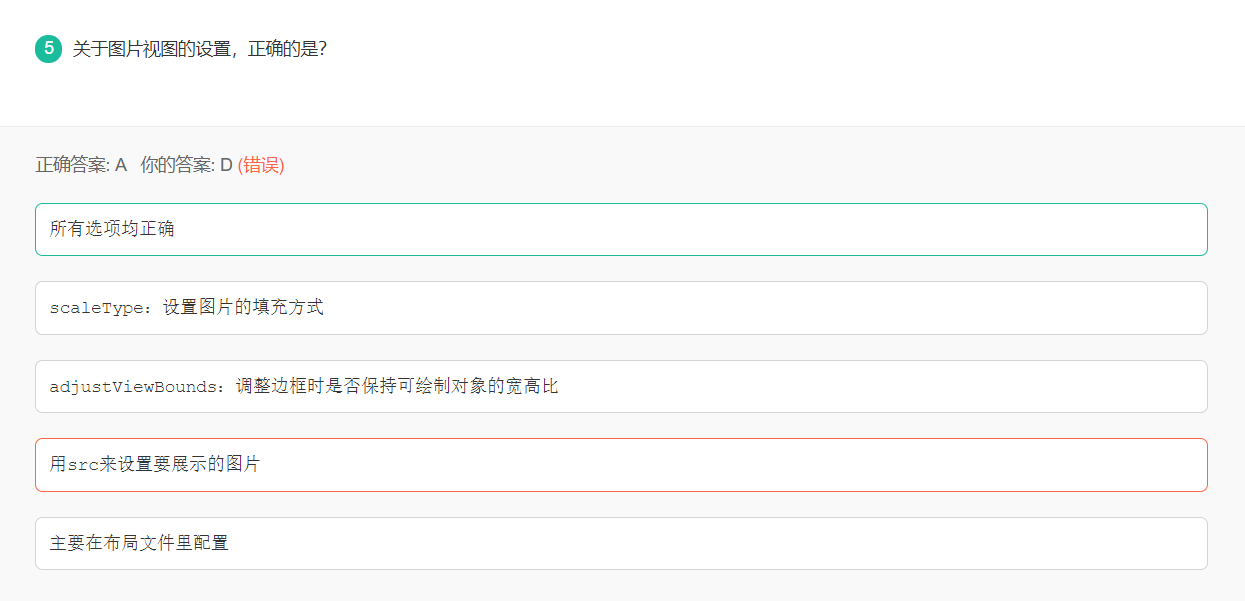 5 关于图片视图的设置，正确的是？
正确答案: A 你的答案: D (错误)
所有选项均正确
scaleType：设置图片的填充方式
adjustViewBounds：调整边框时是否保持可绘制对象的宽高比
用src来设置要展示的图片
主要在布局文件里配置